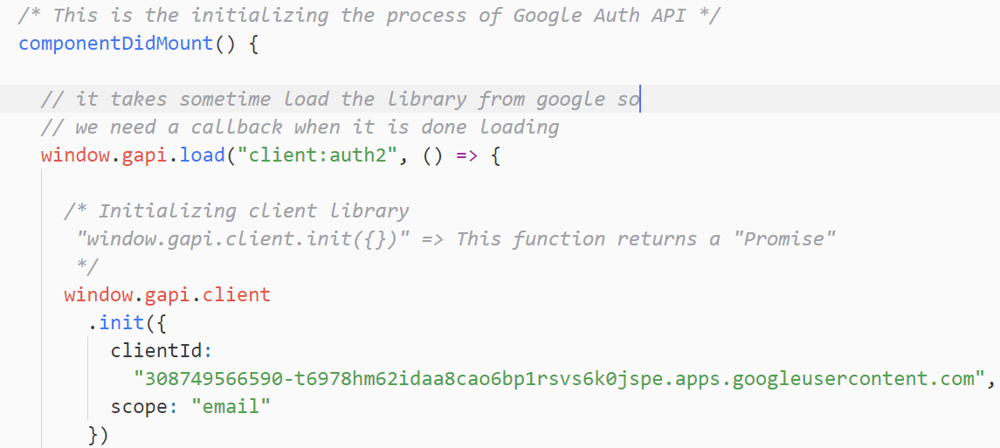 /* This is the initializing the process of Google Auth API */
componentDidMount() {
// it takes sometime load the library from google so
// we need a callback when it is done loading
window.gapi.load("client:auth2", () => {
/* Initializing client library
"window.gapi.client.init({})" => This function returns a "Promise"
*/
window.gapi.client
.init({
clientId:
"308749566590-t6978hm62idaa8cao6bp1rsvs6k0jspe.apps.googleusercontent.com",
scope: "email"
})